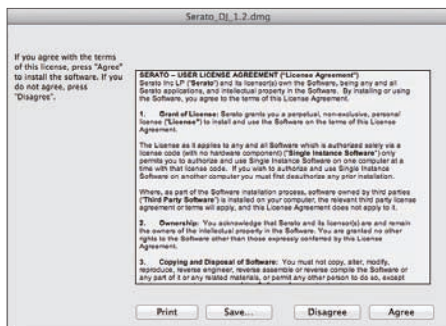 Serato_DJ_1.2.dmg
If you agree with the terms
of this license, press "Agree"
to install the software. If you
do not agree, press
"Disagree".
SERATO – USER LICENSE AGREEMENT ("License Agreement")
Serato Inc LP ("Serato") and its licensor(s) own the Software, being any and all
Serato applications, and intellectual property in the Software. By installing or using
the Software, you agree to the terms of this License Agreement.
1. Grant of License: Serato grants you a perpetual, non-exclusive, personal
license ("License") to install and use the Software on the terms of this License
Agreement.
The License as it applies to any and all Software which is authorized solely via a
license code (with no hardware component) ("Single Instance Software") only
permits you to authorize and use Single Instance Software on one computer at a
time with that license code. If you wish to authorize and use Single Instance
Software on another computer you must first deauthorize any prior installation.
Where, as part of the Software installation process, software owned by third parties
("Third Party Software") is installed on your computer, the relevant third party license
agreement or terms will apply, and this License Agreement does not apply to it.
2. Ownership: You acknowledge that Serato and its licensor(s) are and remain
the owners of the intellectual property in the Software. You are granted no other
rights to the Software other than those expressly conferred by this License
Agreement.
3. Copying and Disposal of Software: You must not copy, alter, modify,
reproduce, reverse engineer, reverse assemble or reverse compile the Software or
any part of it or any related materials, or permit any other person to do so, except
Print Save... Disagree Agree